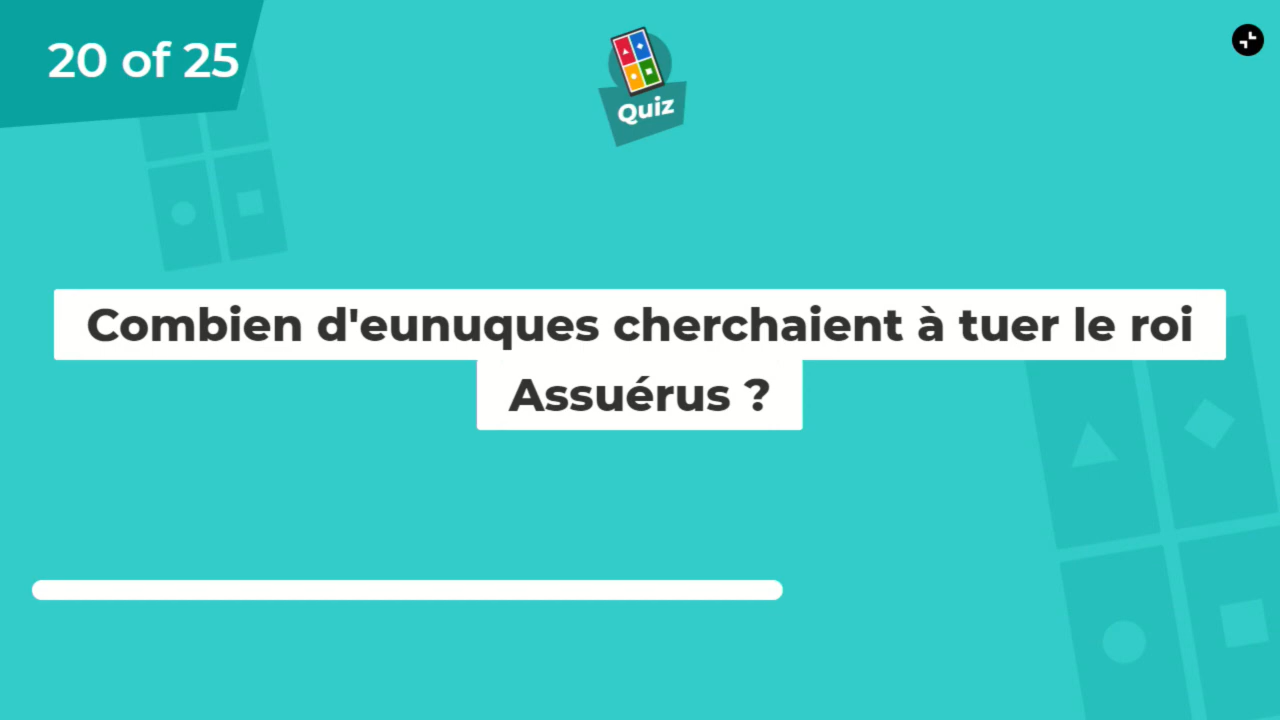 20 of 25
Quiz
Combien d'eunuques cherchaient à tuer le roi
Assuérus ?